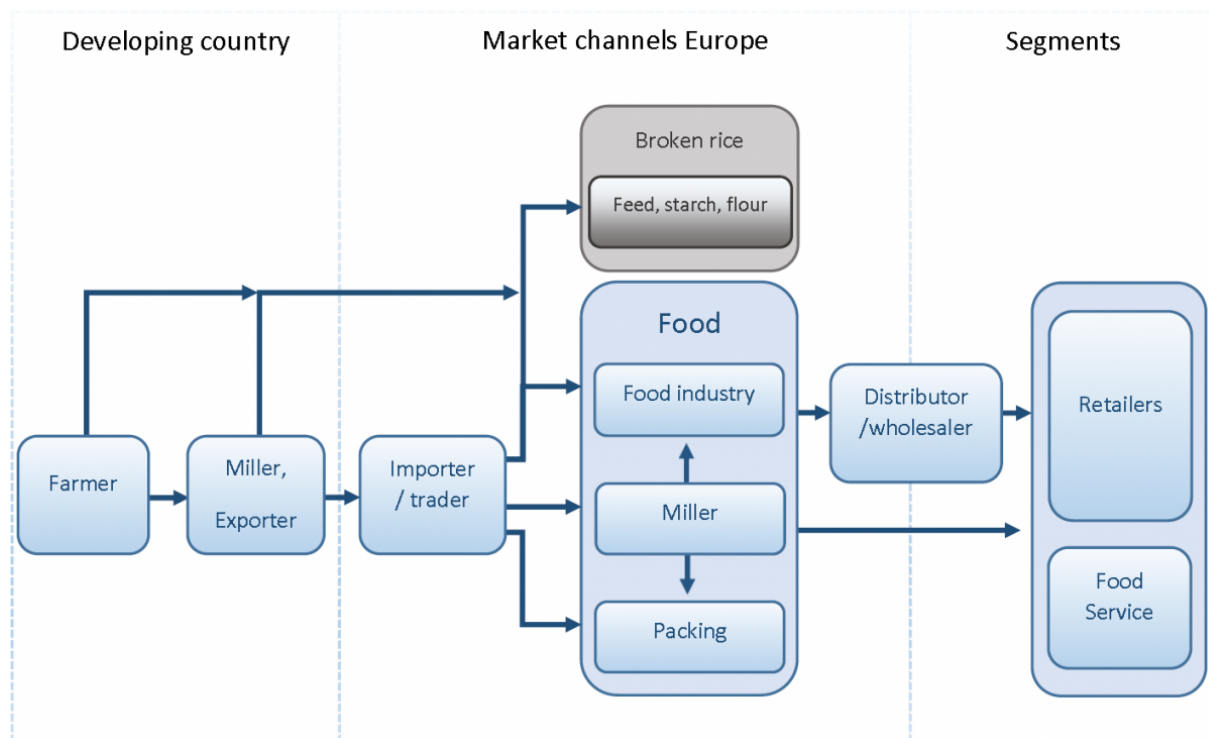 Developing country
Market channels Europe
Segments
Broken rice
Feed, starch, flour
Food
Food industry
Miller
Packing
Farmer
Miller,
Exporter
Importer
/ trader
Distributor
/wholesaler
Retailers
Food
Service